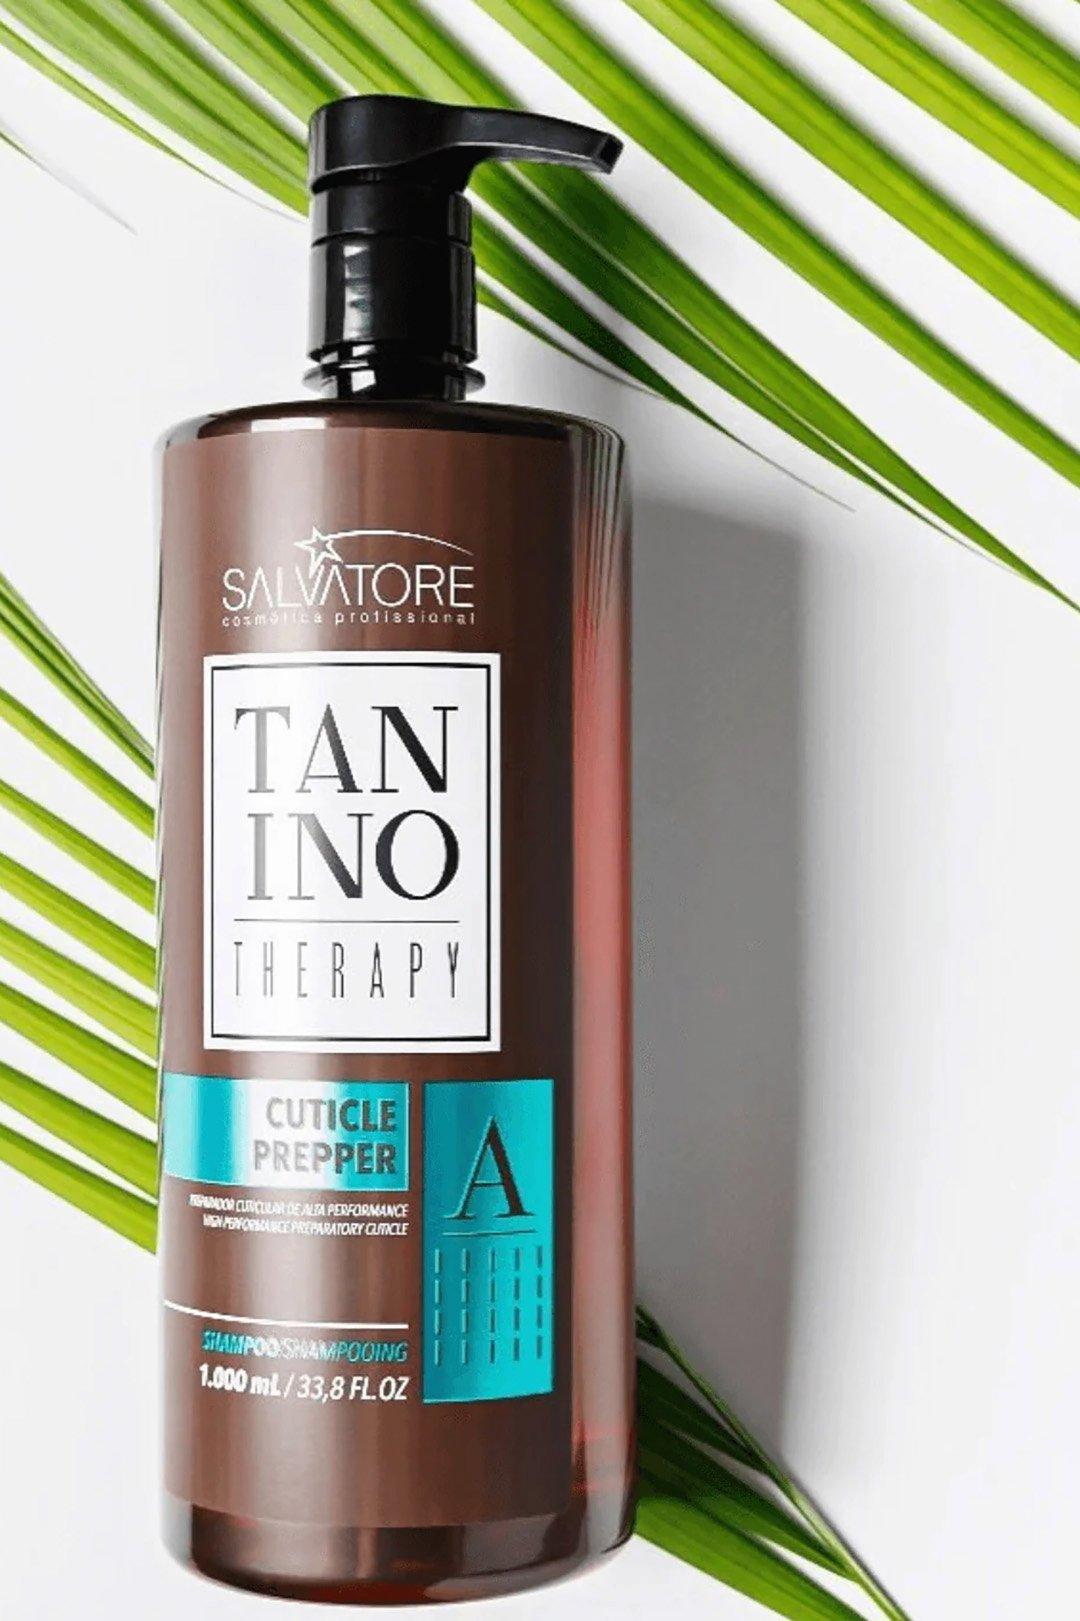 SALVATORE
cosmética profissional
TAN
INO
THERAPY
CUTICLE
PREPPER
A
PREPARADOR CUTICULAR DE ALTA PERFORMANCE
HIGH PERFORMANCE PREPARATORY CUTICLE
SHAMPOO/SHAMPOOING
1.000 mL / 33,8 FL.OZ